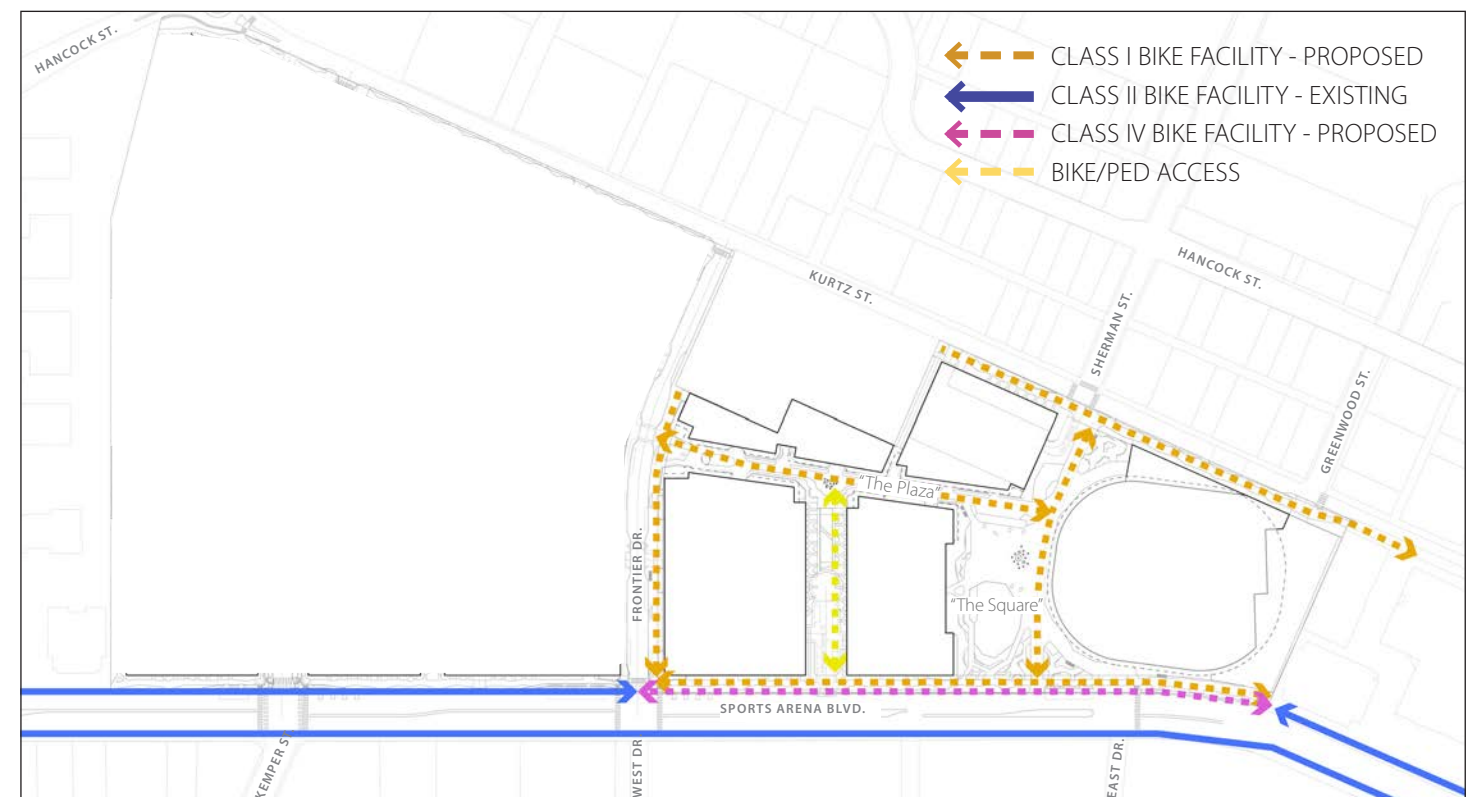 HANCOCK ST.
CLASS I BIKE FACILITY - PROPOSED
CLASS II BIKE FACILITY - EXISTING
CLASS IV BIKE FACILITY - PROPOSED
BIKE/PED ACCESS
KURTZ ST.
HANCOCK ST.
SHERMAN ST.
GREENWOOD ST.
"The Plaza"
FRONTIER DR.
"The Square"
SPORTS ARENA BLVD.
KEMPER ST
WEST DR
EAST DR.